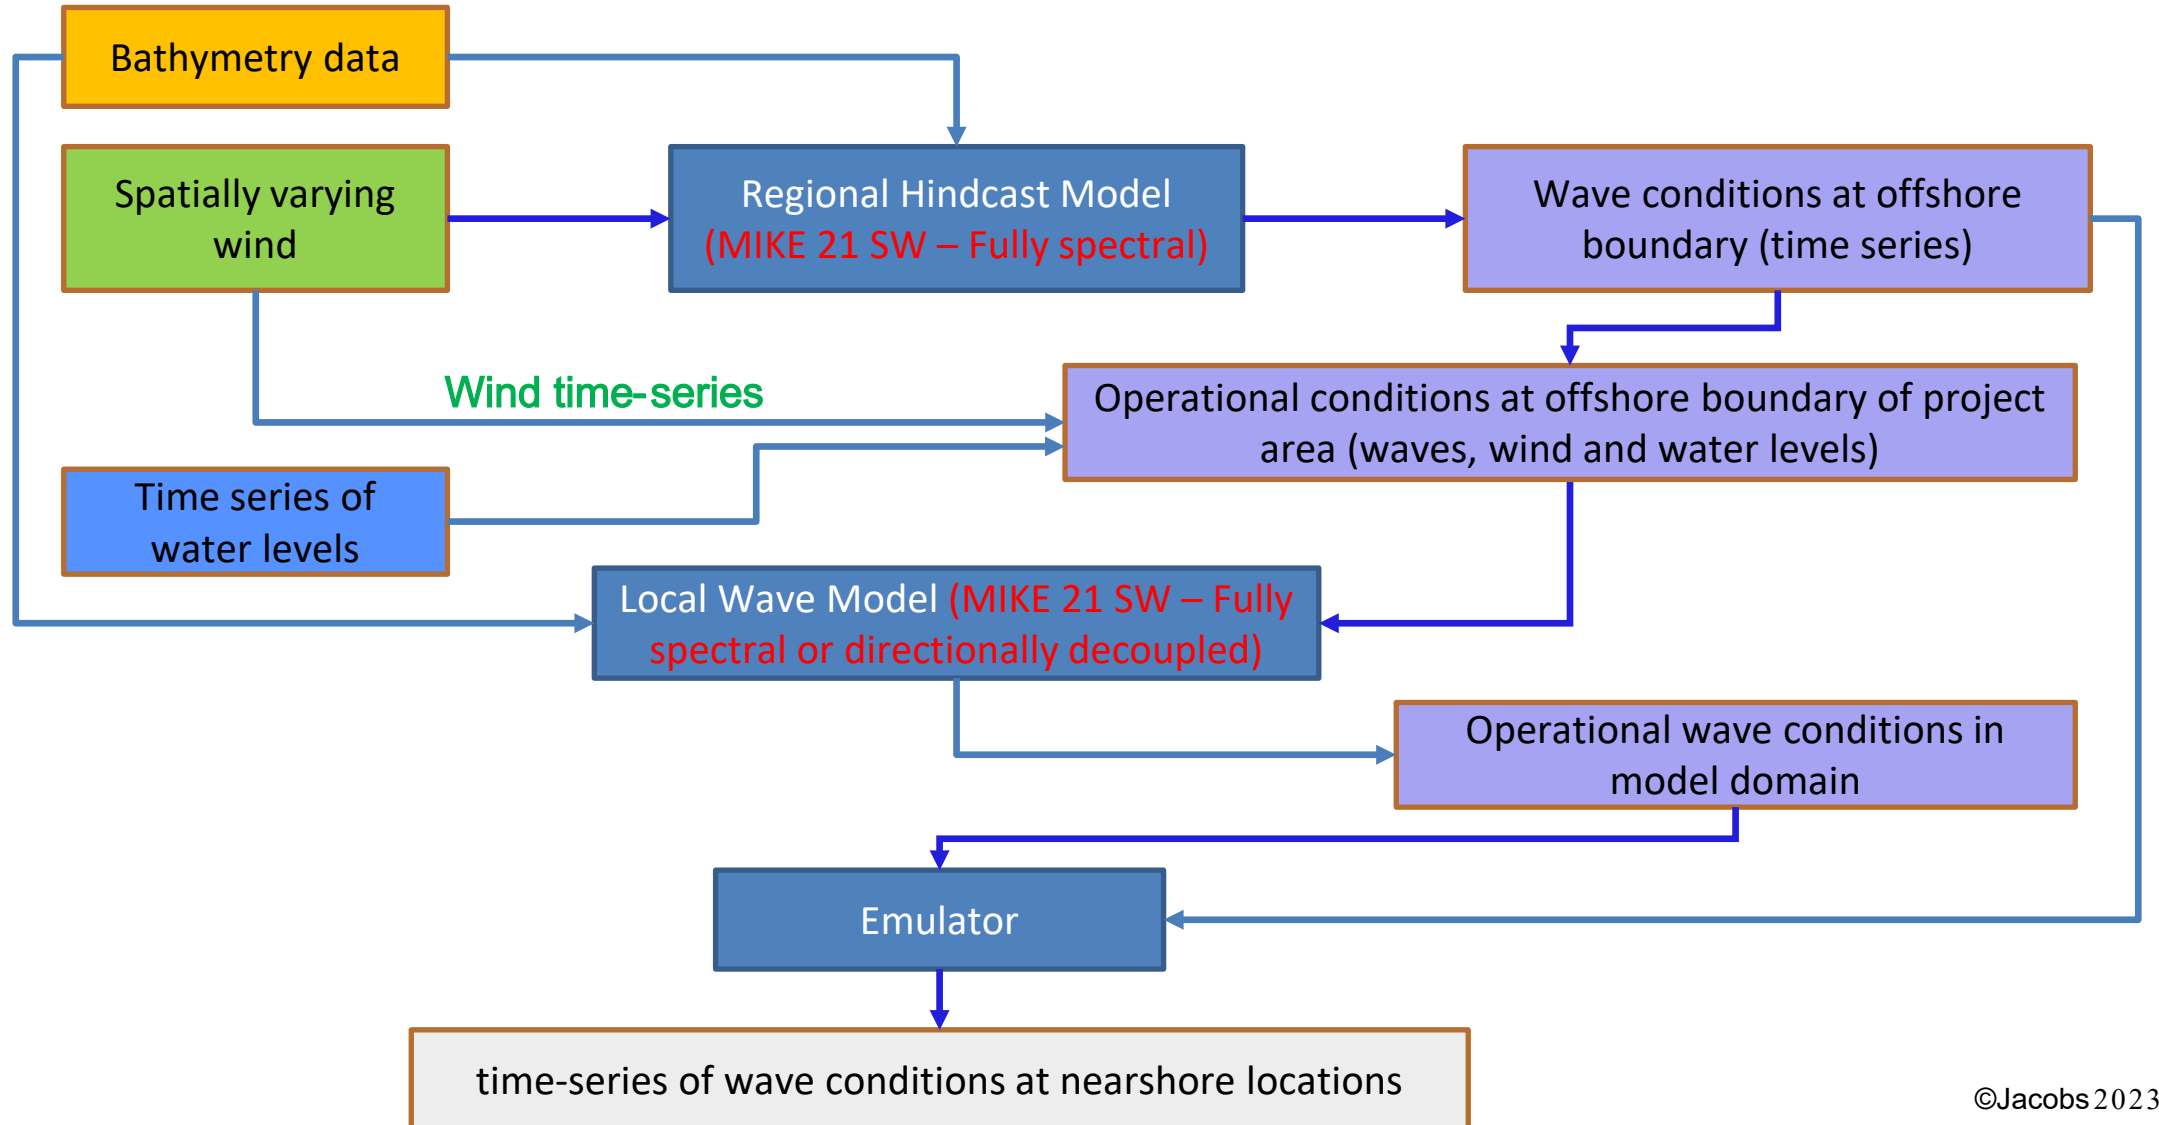 Bathymetry data
Spatially varying
wind
Regional Hindcast Model
(MIKE 21 SW – Fully spectral)
Wave conditions at offshore
boundary (time series)
Wind time-series
Operational conditions at offshore boundary of project
area (waves, wind and water levels)
Time series of
water levels
Local Wave Model (MIKE 21 SW – Fully
spectral or directionally decoupled)
Operational wave conditions in
model domain
Emulator
time-series of wave conditions at nearshore locations
©Jacobs 2023